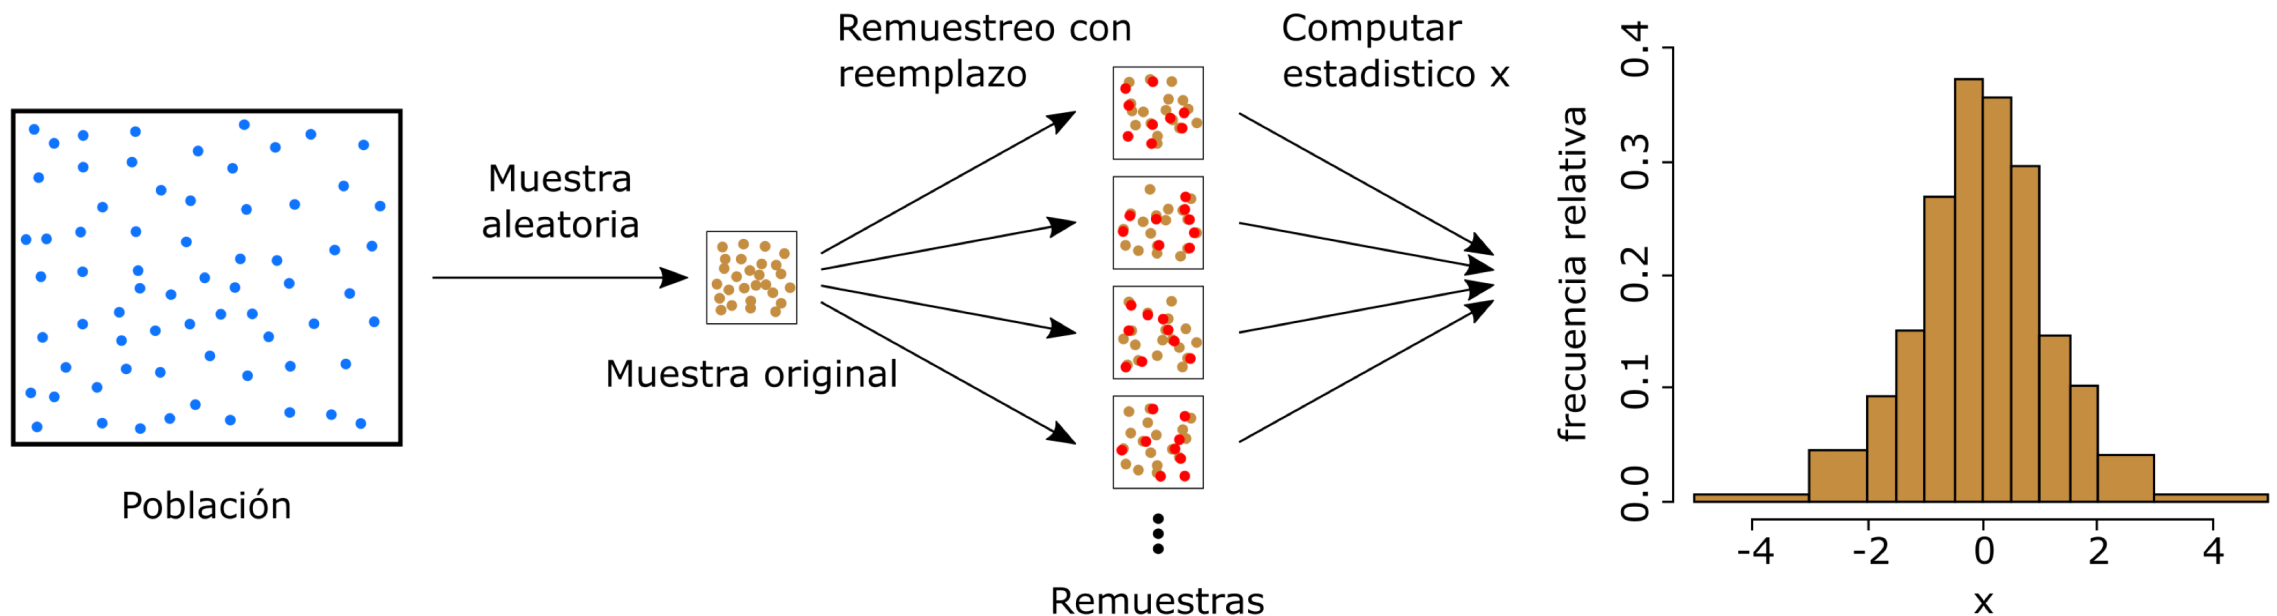 Población
Muestra
aleatoria
Muestra original
Remuestreo con
reemplazo
Remuestras
Computar
estadistico x
frecuencia relativa
0.4
0.3
0.2
0.1
0.0
-4 -2 0 2 4
x